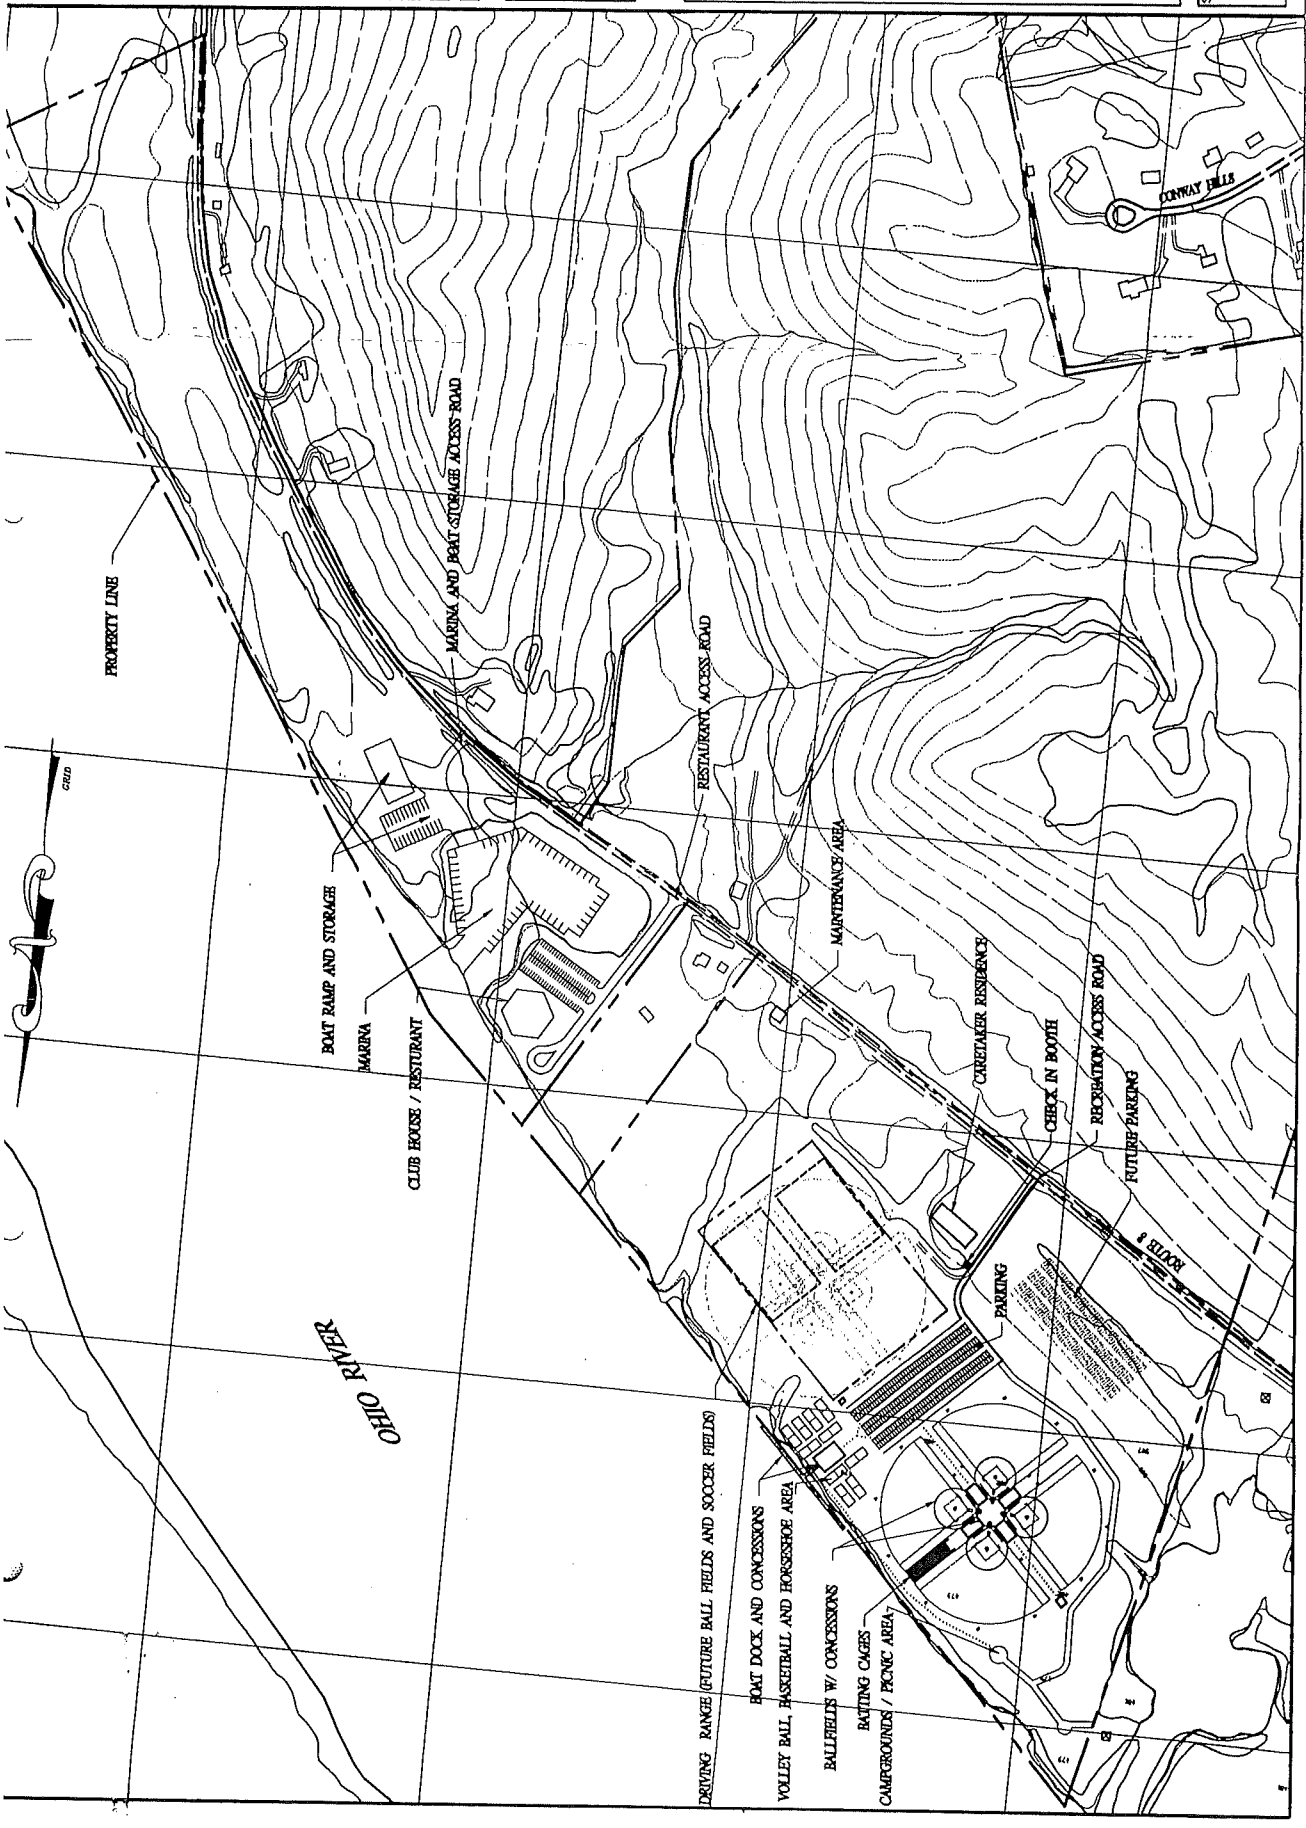 CONWAY HILLS
PROPERTY LINE
GRID
MARINA AND BOAT STORAGE ACCESS ROAD
RESTAURANT ACCESS ROAD
BOAT RAMP AND STORAGE
MARINA
CLUB HOUSE / RESTURANT
MAINTENANCE AREA
CARETAKER RESIDENCE
CHECK IN BOOTH
RECREATION ACCESS ROAD
FUTURE PARKING
ROUTE 8
PARKING
OHIO RIVER
DRIVING RANGE (FUTURE BALL FIELDS AND SOCCER FIELDS)
BOAT DOCK AND CONCESSIONS
VOLLEY BALL, BASKETBALL AND HORSESHOE AREA
BALLFIELDS W/ CONCESSIONS
BATTING CAGES
CAMPGROUNDS / PICNIC AREA
473